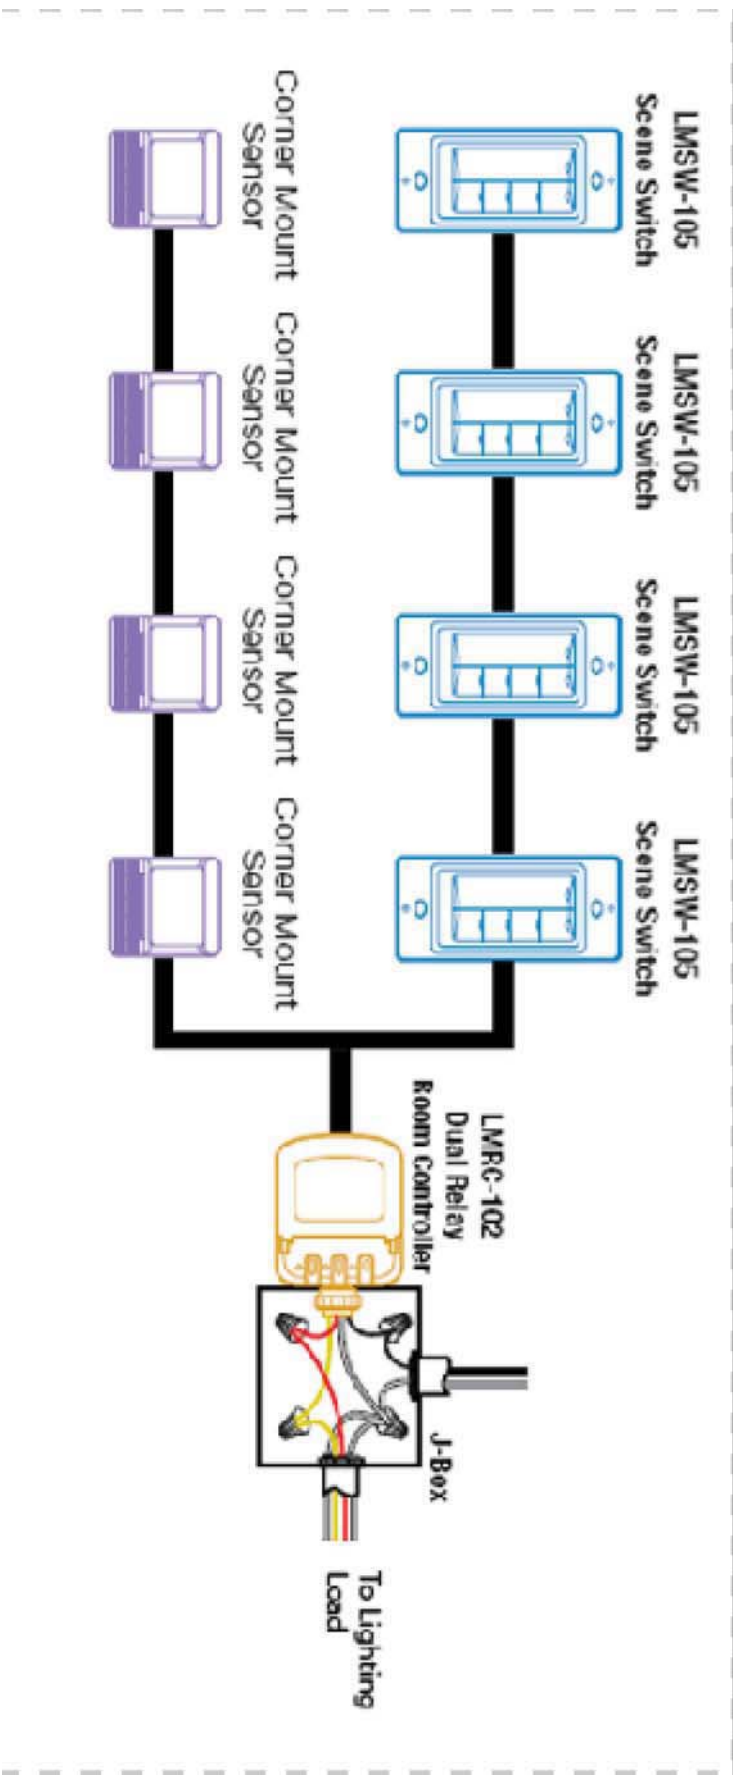 LMSW-105
Scene Switch
LMSW-105
Scene Switch
LMSW-105
Scene Switch
LMSW-105
Scene Switch
Corner Mount
Sensor
Corner Mount
Sensor
Corner Mount
Sensor
Corner Mount
Sensor
LMRC-102
Dual Relay
Room Controller
J-Box
To Lighting
Load